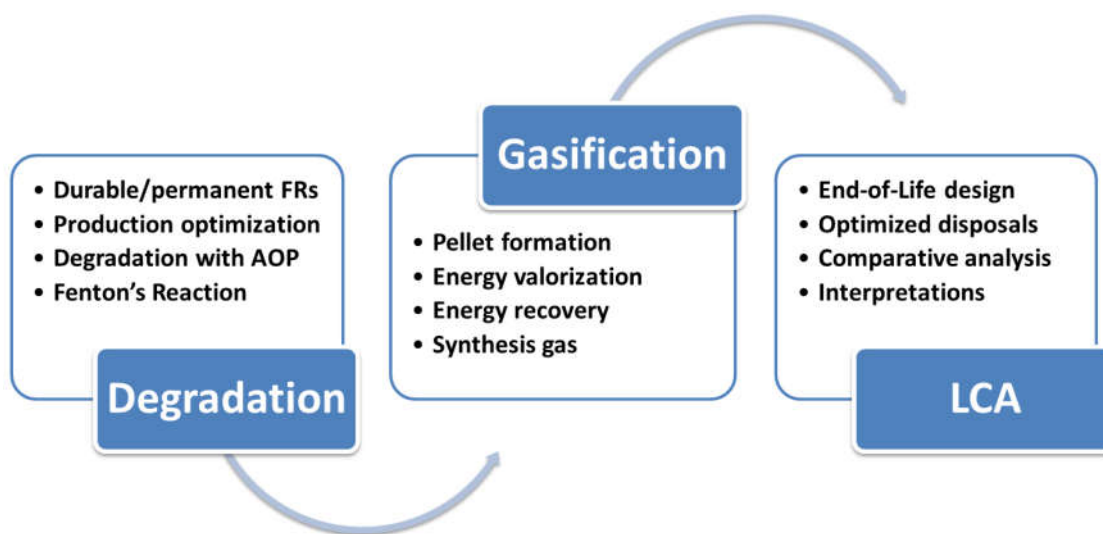 • Durable/permanent FRs
• Production optimization
• Degradation with AOP
• Fenton’s Reaction
Degradation
Gasification
• Pellet formation
• Energy valorization
• Energy recovery
• Synthesis gas
• End-of-Life design
• Optimized disposals
• Comparative analysis
• Interpretations
LCA